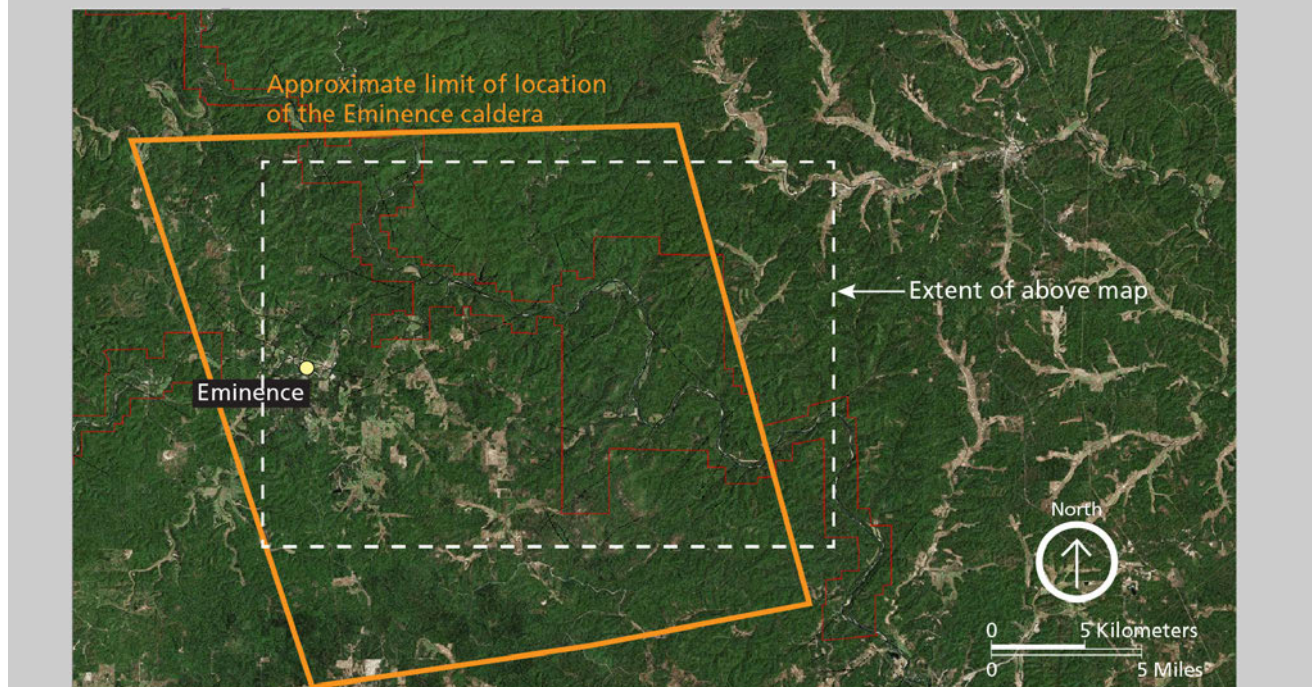 Approximate limit of location
of the Eminence caldera
Extent of above map
Eminence
North
0 5 Kilometers
0 5 Miles